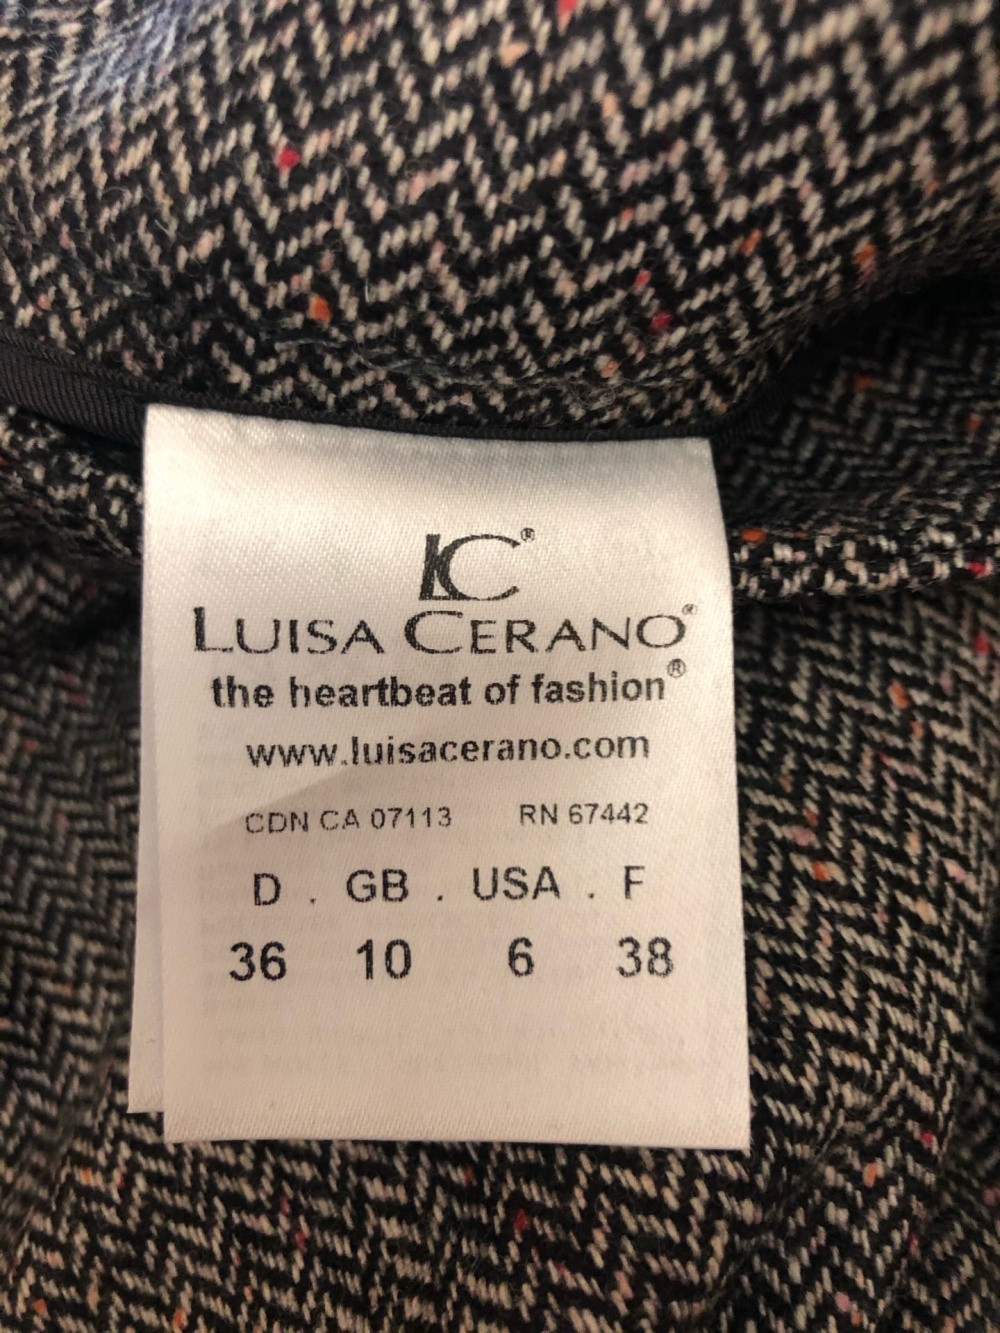 LC®
LUISA CERANO®
the heartbeat of fashion®
www.luisacerano.com
CDN CA 07113 RN 67442
D . GB . USA . F
36 10 6 38